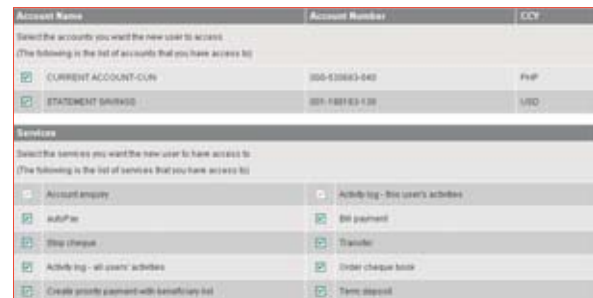 Account Name Account Number CCY
Select the accounts you want the new user to access
(The following is the list of accounts that you have access to)
CURRENT ACCOUNT-CUN PHP
STATEMENT SAVINGS USD
Services
Select the services you want the new user to have access to
(The following is the list of services that you have access to)
Account enquiry Activity log - this user's activities
AutoPay Bill payment
Stop cheque Transfer
Activity log - all users' activities Order cheque book
Create priority payment with beneficiary list Term deposit